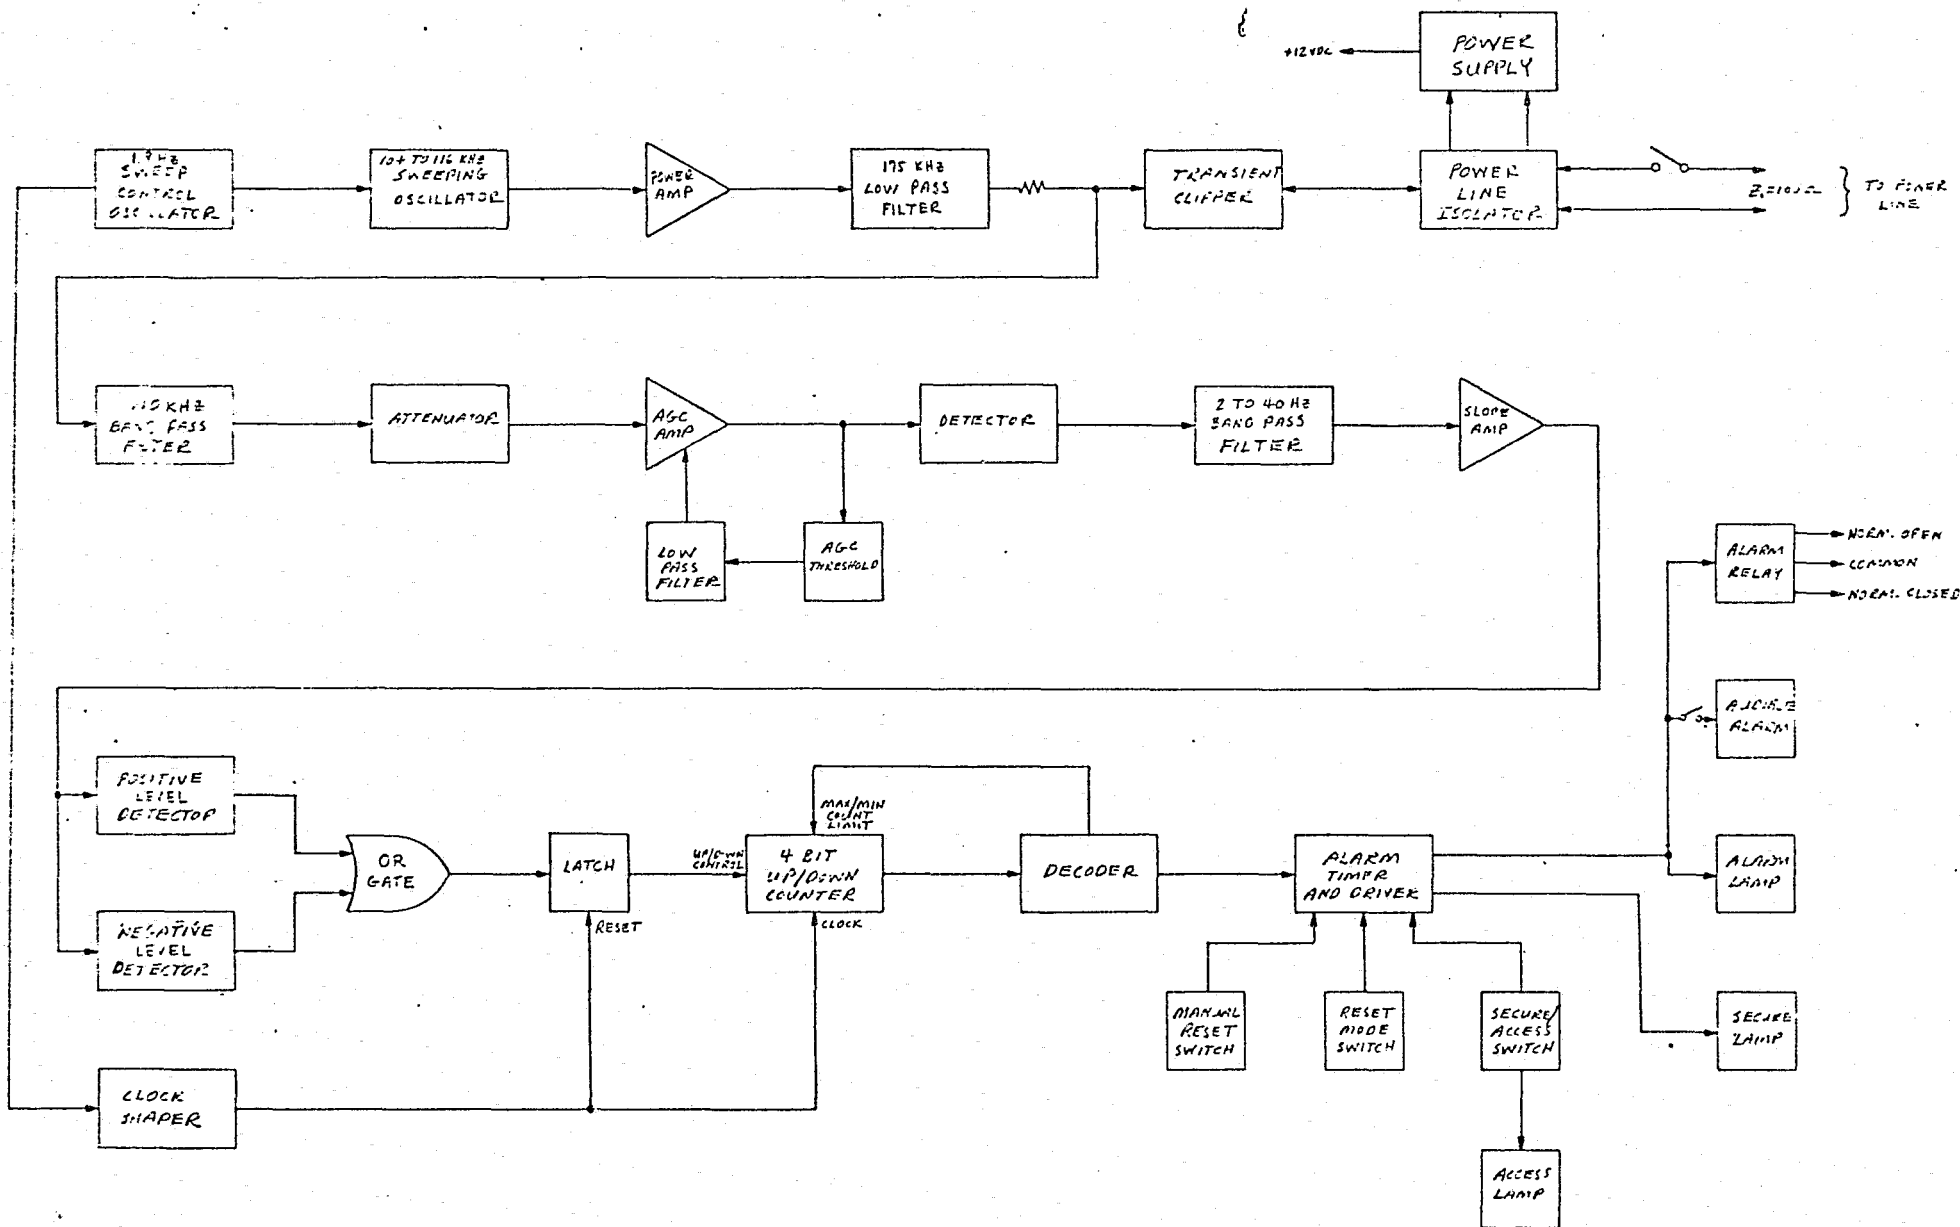 +12VDC
POWER
SUPPLY
SWEEP
CONTROL
OSCILLATOR
116 KHZ
SWEEPING
OSCILLATOR
POWER
AMP
175 KHZ
LOW PASS
FILTER
TRANSIENT
CLIPPER
POWER
LINE
ISOLATOR
TO POWER
LINE
KHZ
BAND PASS
FILTER
ATTENUATOR
AGC
AMP
DETECTOR
2 TO 40 HZ
BAND PASS
FILTER
SLOPE
AMP
LOW
PASS
FILTER
AGC
THRESHOLD
ALARM
RELAY
NORM. OPEN
COMMON
NORM. CLOSED
AUDIBLE
ALARM
POSITIVE
LEVEL
DETECTOR
OR
GATE
LATCH
RESET
UP/DOWN
CONTROL
MAX/MIN
COUNT
LIMIT
4 BIT
UP/DOWN
COUNTER
CLOCK
DECODER
ALARM
TIMER
AND DRIVER
ALARM
LAMP
NEGATIVE
LEVEL
DETECTOR
MANUAL
RESET
SWITCH
RESET
MODE
SWITCH
SECURE/
ACCESS
SWITCH
SECURE
LAMP
CLOCK
SHAPER
ACCESS
LAMP